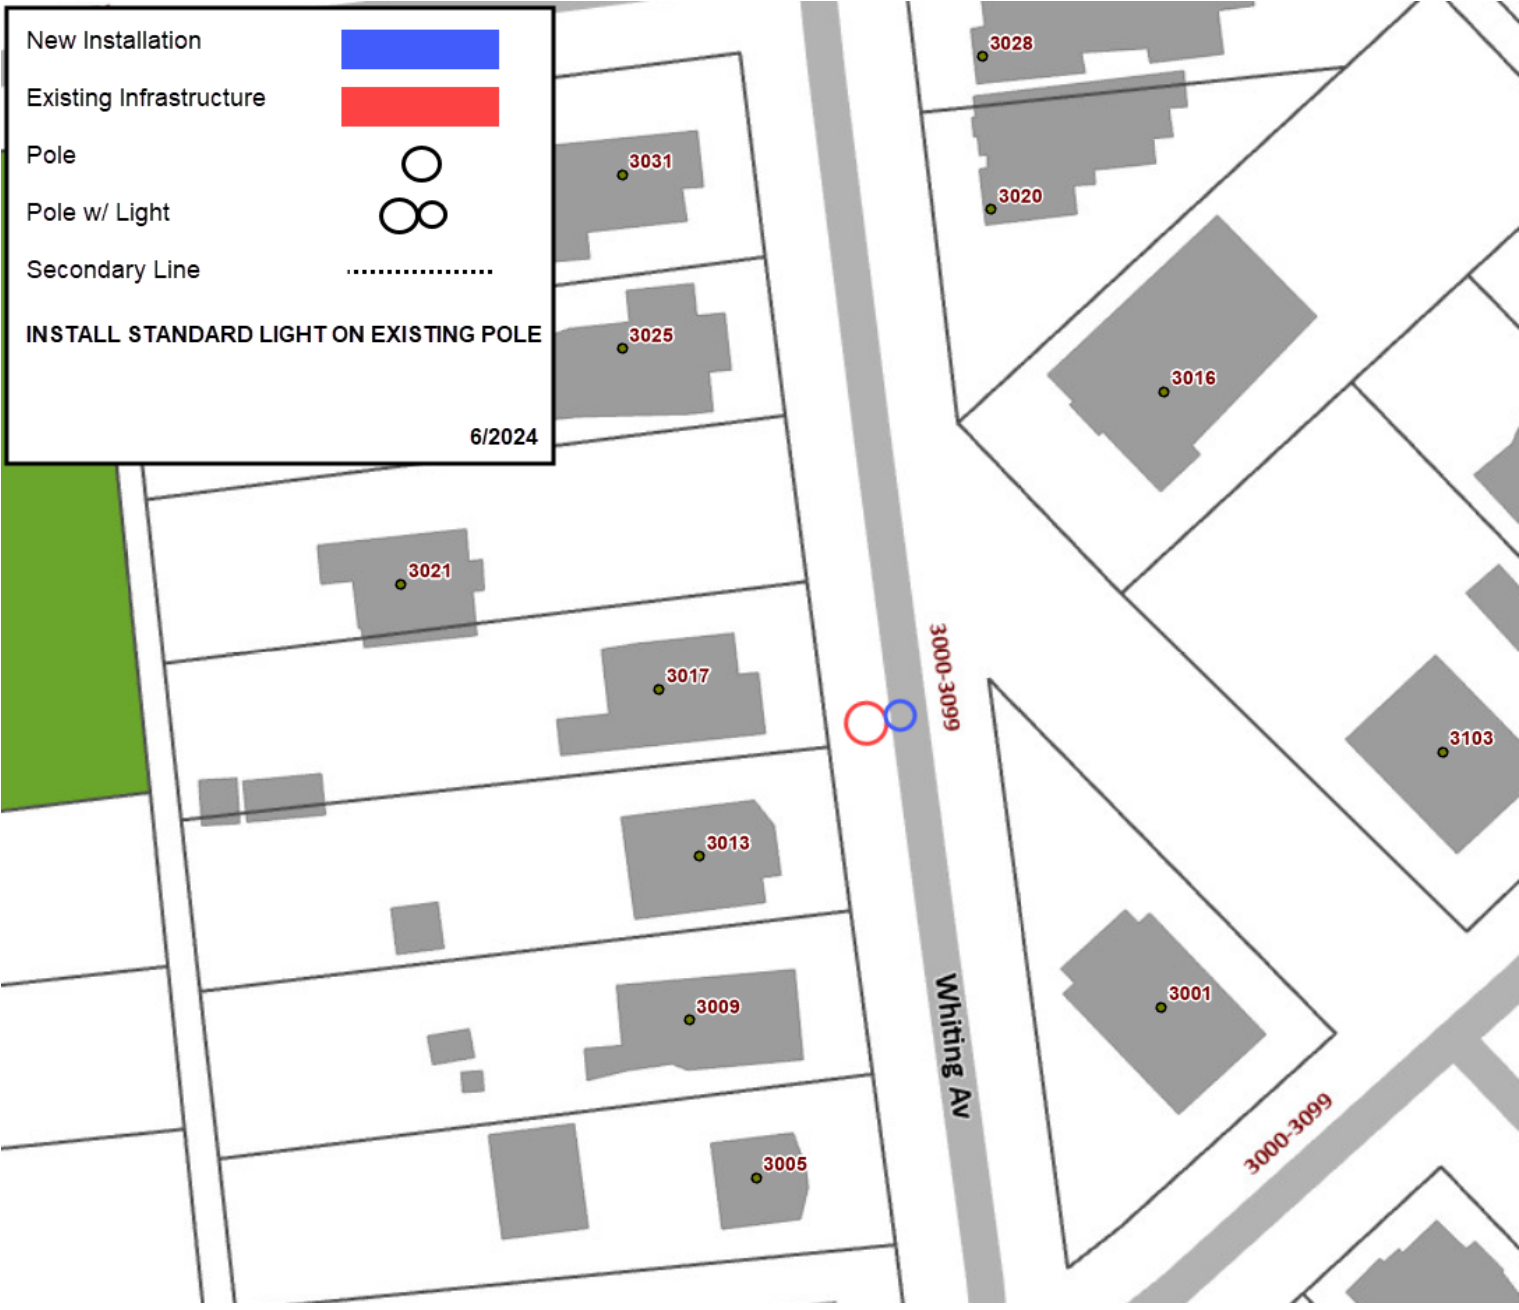 New Installation
Existing Infrastructure
Pole
Pole w/ Light
Secondary Line
INSTALL STANDARD LIGHT ON EXISTING POLE
6/2024
3028
3031
3020
3025
3016
3021
3000-3099
3017
3103
3013
3001
3009
Whiting Av
3000-3099
3005